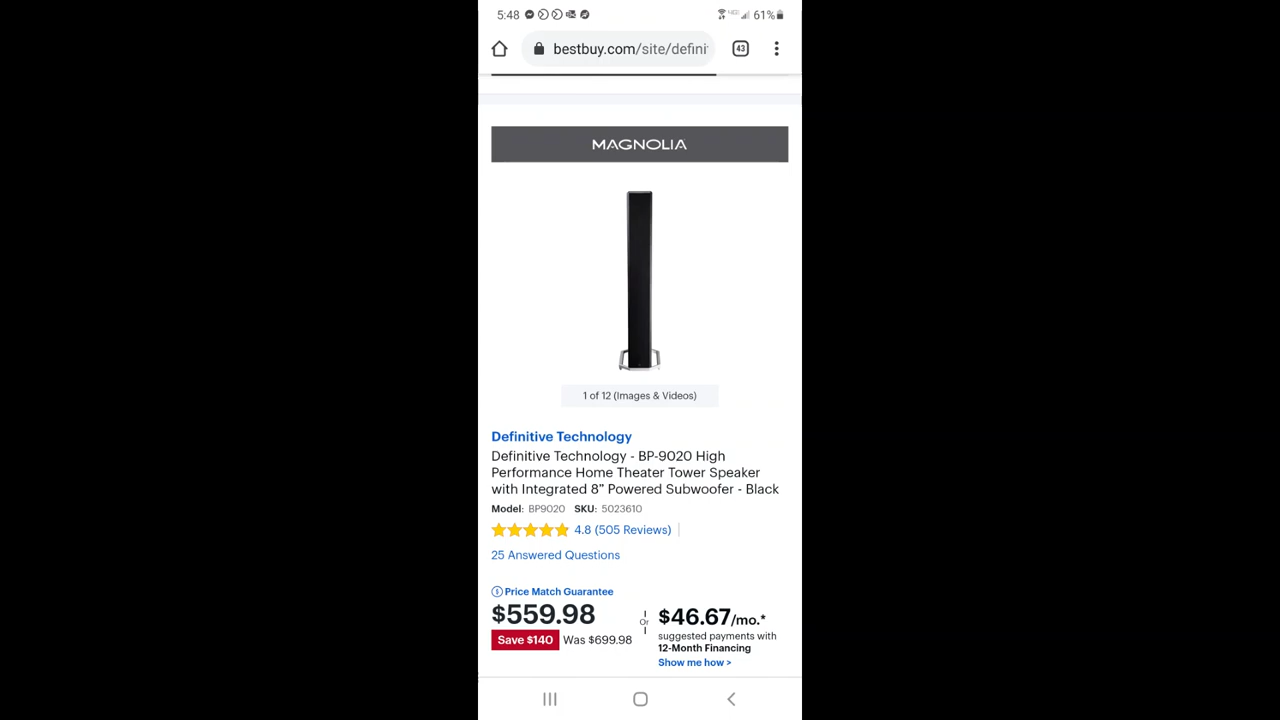 5:48
61%
bestbuy.com/site/defini
43
MAGNOLIA
1 of 12 (Images & Videos)
Definitive Technology
Definitive Technology - BP-9020 High
Performance Home Theater Tower Speaker
with Integrated 8” Powered Subwoofer - Black
Model: BP9020 SKU: 5023610
4.8 (505 Reviews)
25 Answered Questions
Price Match Guarantee
$559.98
Save $140 Was $699.98
Or
$46.67/mo.*
suggested payments with
12-Month Financing
Show me how >